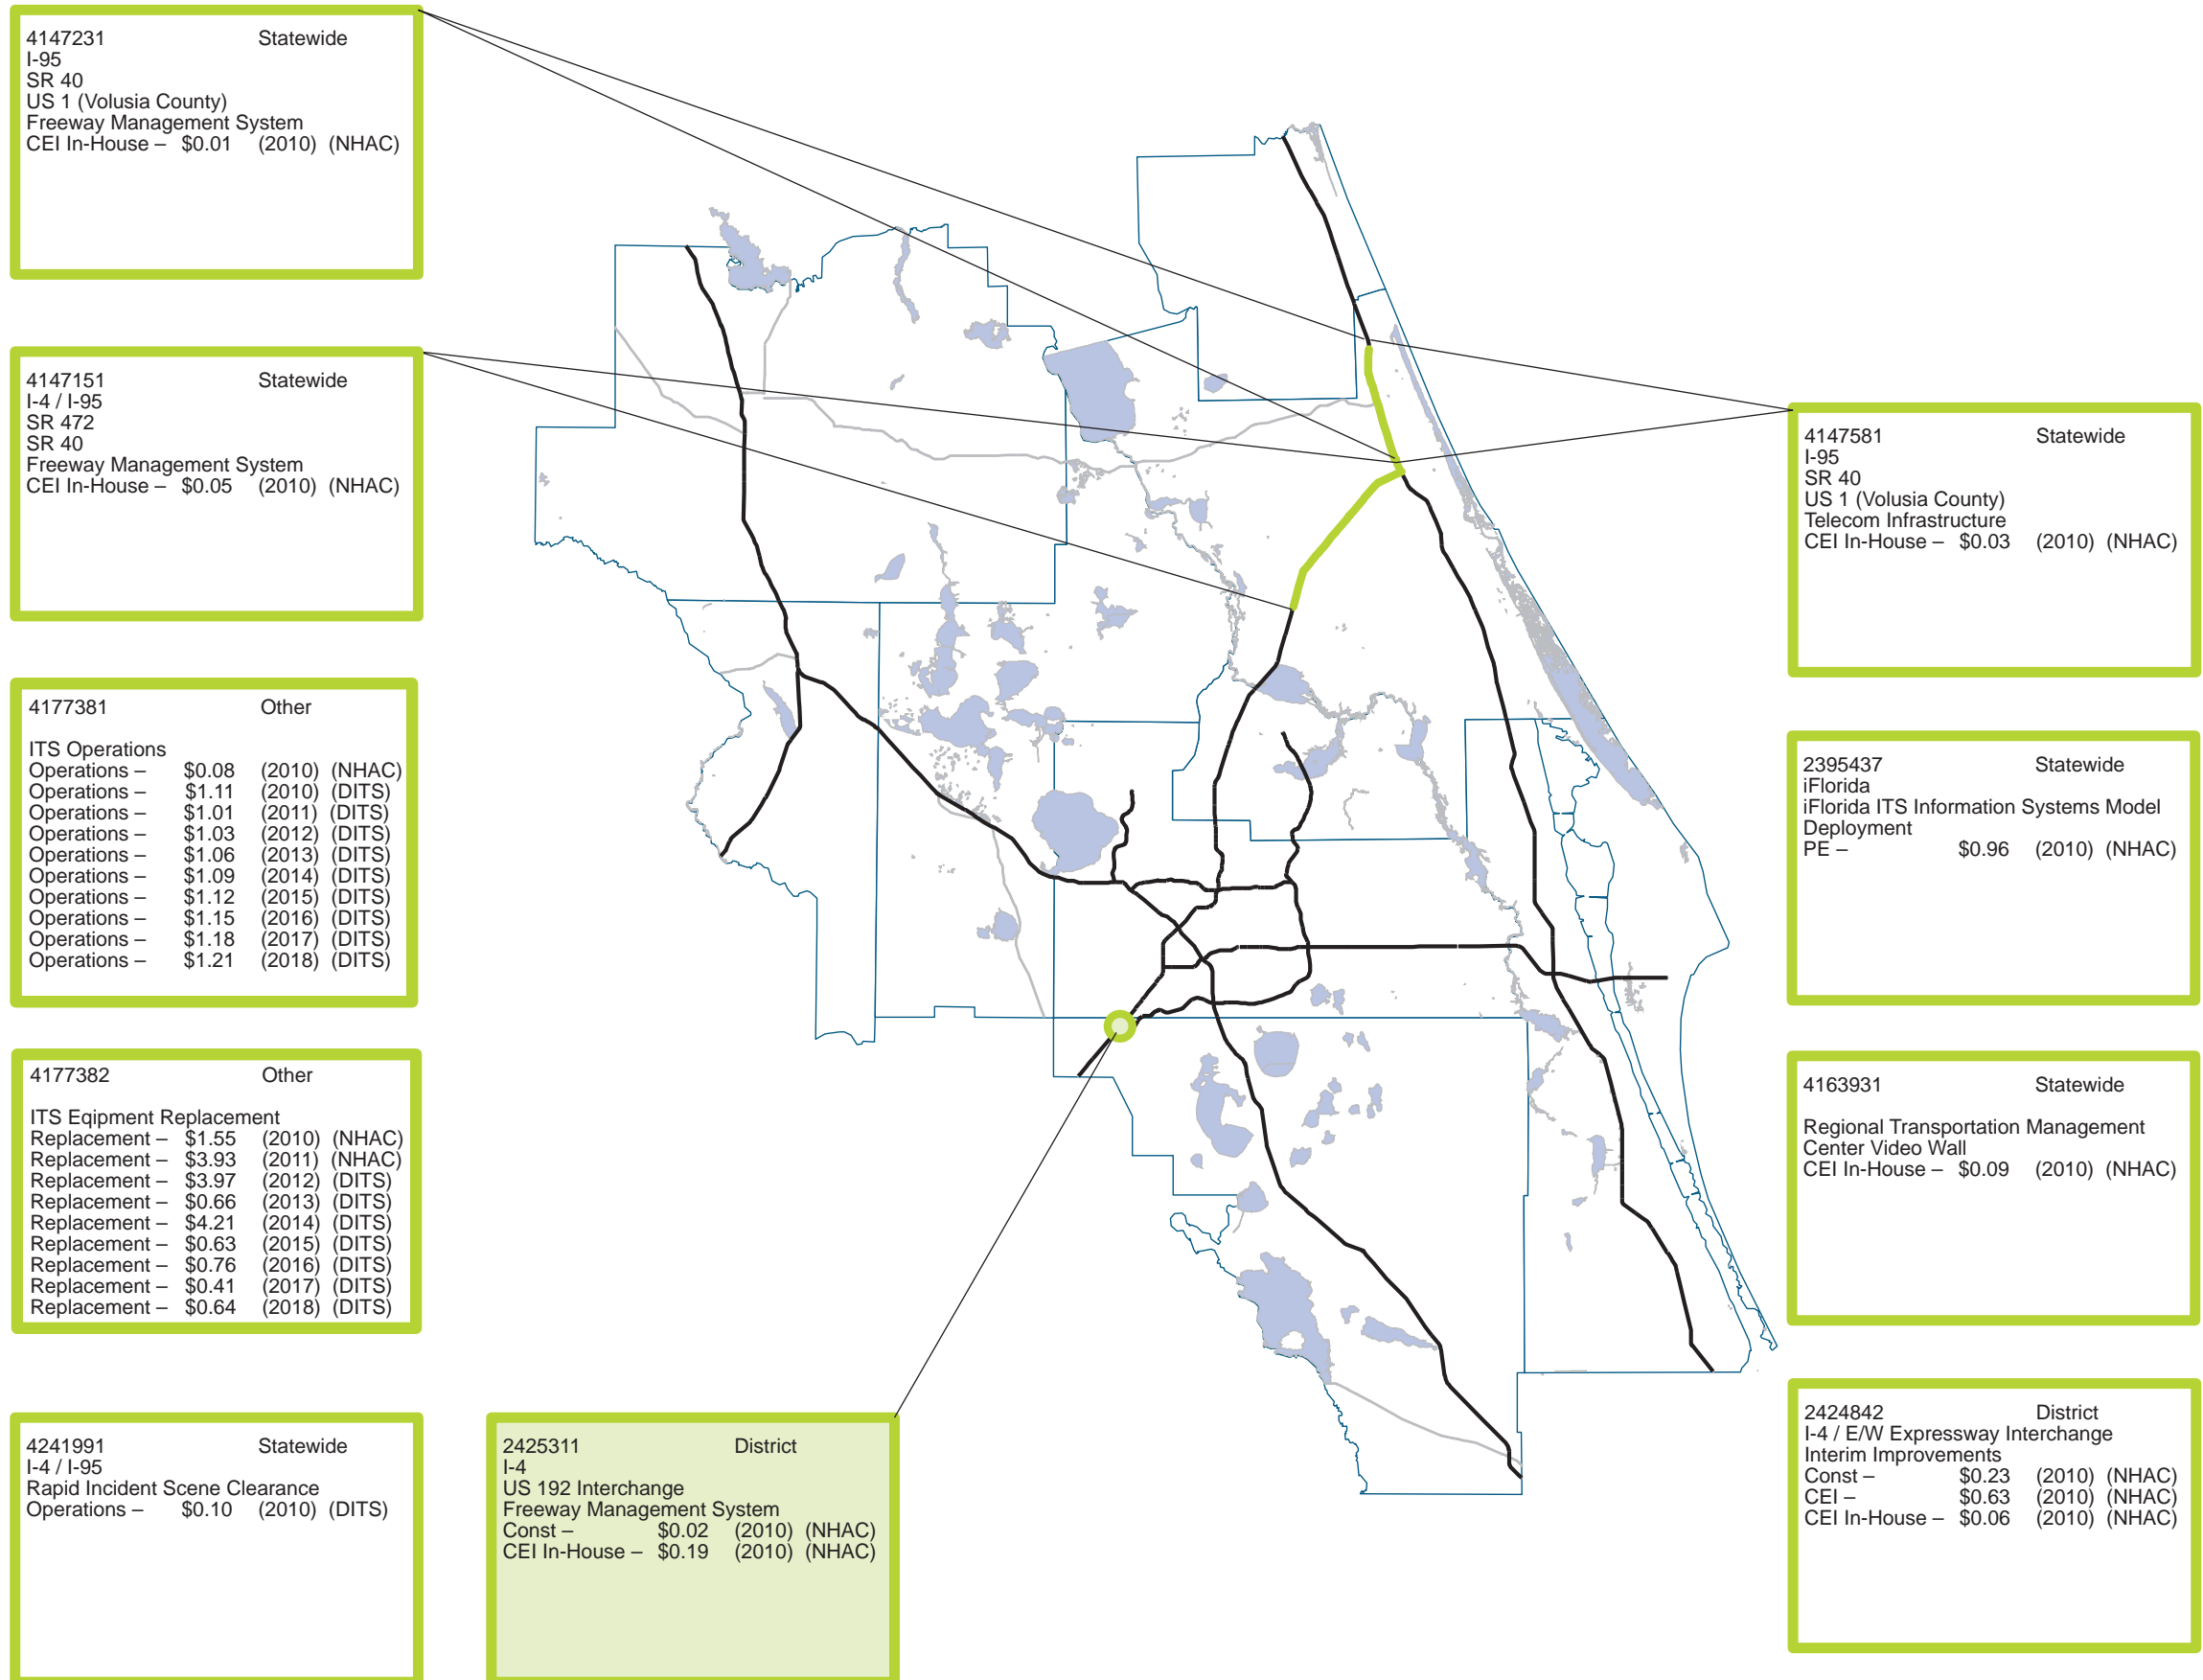 4147231 Statewide
I-95
SR 40
US 1 (Volusia County)
Freeway Management System
CEI In-House – $0.01 (2010) (NHAC)
4147151 Statewide
I-4 / I-95
SR 472
SR 40
Freeway Management System
CEI In-House – $0.05 (2010) (NHAC)
4177381 Other
ITS Operations
Operations – $0.08 (2010) (NHAC)
Operations – $1.11 (2010) (DITS)
Operations – $1.01 (2011) (DITS)
Operations – $1.03 (2012) (DITS)
Operations – $1.06 (2013) (DITS)
Operations – $1.09 (2014) (DITS)
Operations – $1.12 (2015) (DITS)
Operations – $1.15 (2016) (DITS)
Operations – $1.18 (2017) (DITS)
Operations – $1.21 (2018) (DITS)
4177382 Other
ITS Eqipment Replacement
Replacement – $1.55 (2010) (NHAC)
Replacement – $3.93 (2011) (NHAC)
Replacement – $3.97 (2012) (DITS)
Replacement – $0.66 (2013) (DITS)
Replacement – $4.21 (2014) (DITS)
Replacement – $0.63 (2015) (DITS)
Replacement – $0.76 (2016) (DITS)
Replacement – $0.41 (2017) (DITS)
Replacement – $0.64 (2018) (DITS)
4241991 Statewide
I-4 / I-95
Rapid Incident Scene Clearance
Operations – $0.10 (2010) (DITS)
2425311 District
I-4
US 192 Interchange
Freeway Management System
Const – $0.02 (2010) (NHAC)
CEI In-House – $0.19 (2010) (NHAC)
4147581 Statewide
I-95
SR 40
US 1 (Volusia County)
Telecom Infrastructure
CEI In-House – $0.03 (2010) (NHAC)
2395437 Statewide
iFlorida
iFlorida ITS Information Systems Model
Deployment
PE – $0.96 (2010) (NHAC)
4163931 Statewide
Regional Transportation Management
Center Video Wall
CEI In-House – $0.09 (2010) (NHAC)
2424842 District
I-4 / E/W Expressway Interchange
Interim Improvements
Const – $0.23 (2010) (NHAC)
CEI – $0.63 (2010) (NHAC)
CEI In-House – $0.06 (2010) (NHAC)